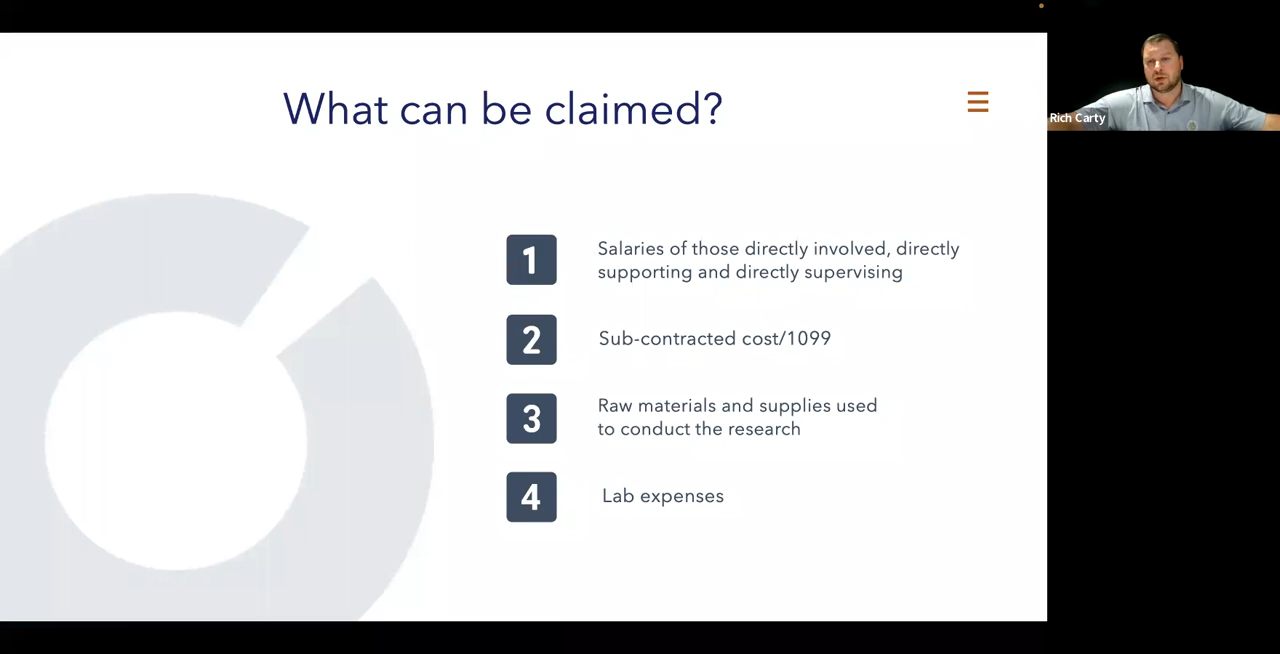 What can be claimed?
Rich Carty
1
Salaries of those directly involved, directly
supporting and directly supervising
2
Sub-contracted cost/1099
3
Raw materials and supplies used
to conduct the research
4
Lab expenses